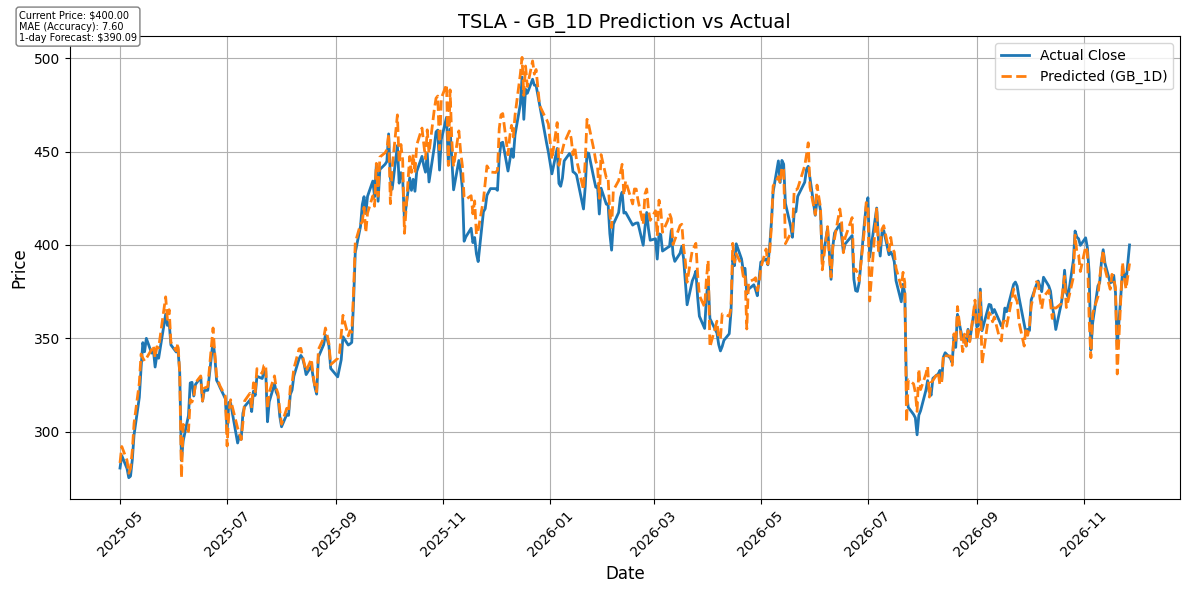 Current Price: $400.00
MAE (Accuracy): 7.60
1-day Forecast: $390.09
TSLA - GB_1D Prediction vs Actual
Actual Close
Predicted (GB_1D)
Price
500
450
400
350
300
2025-05
2025-07
2025-09
2025-11
2026-01
2026-03
2026-05
2026-07
2026-09
2026-11
Date